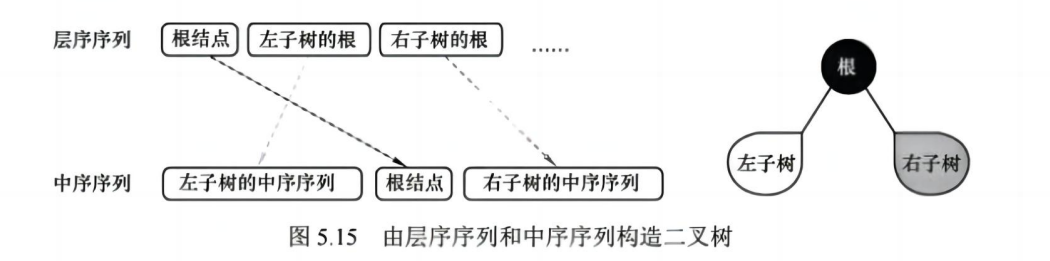 层序序列 根结点 左子树的根 右子树的根 ……
根
左子树 右子树
中序序列 左子树的中序序列 根结点 右子树的中序序列
图 5.15 由层序序列和中序序列构造二叉树